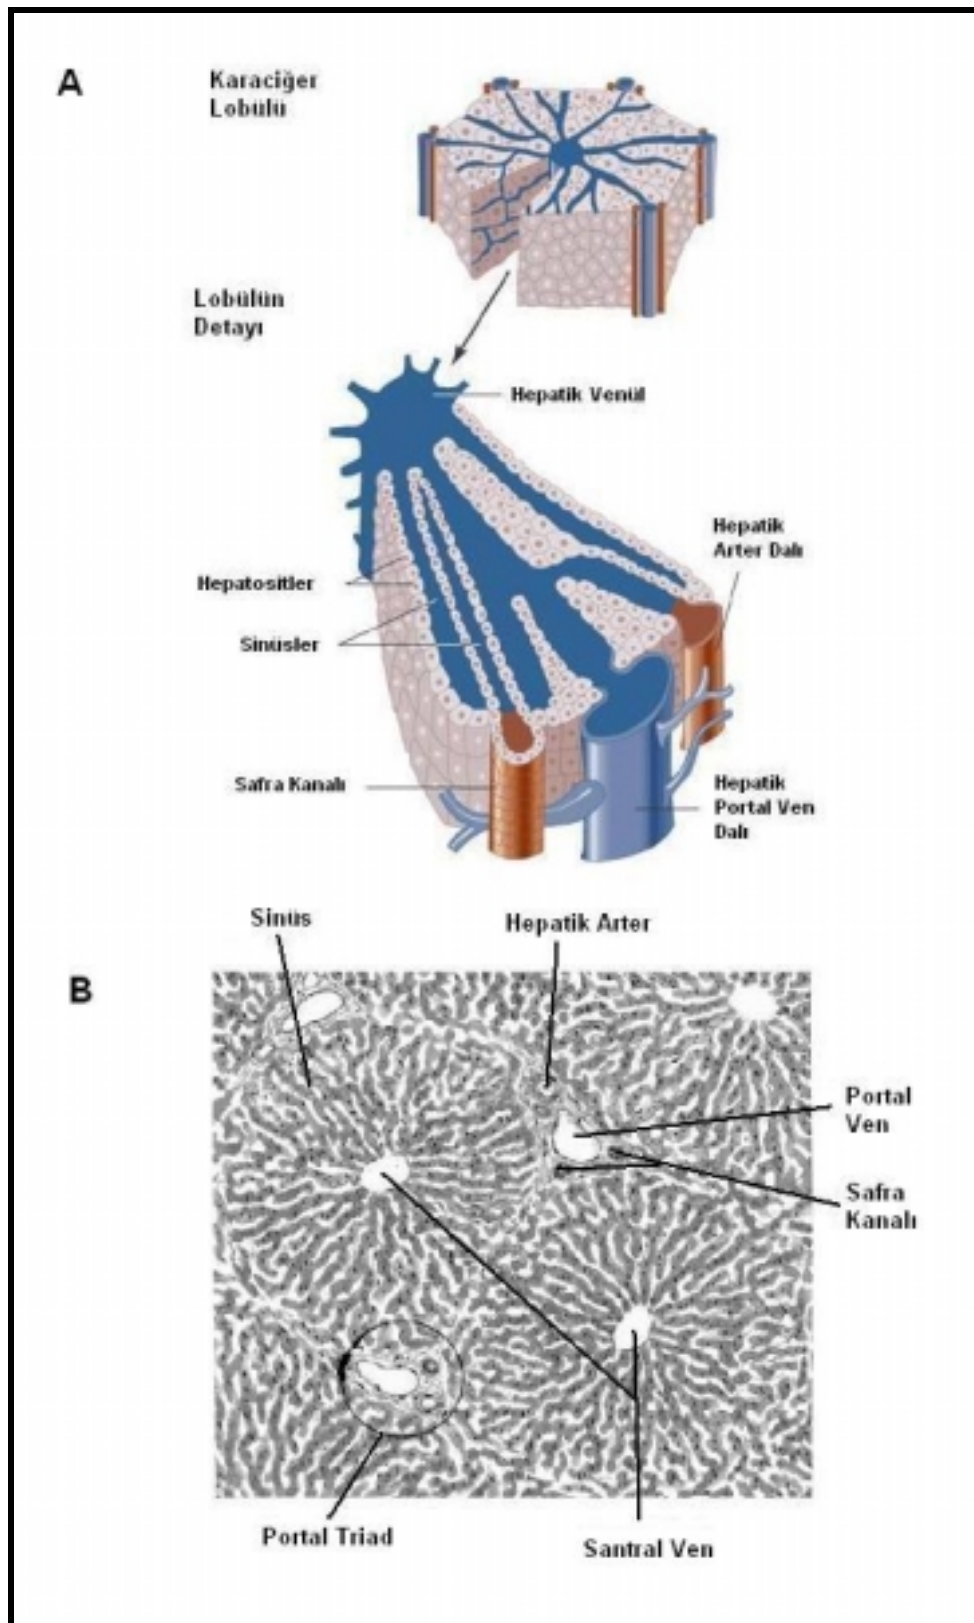 A
Karaciğer
Lobülü
Lobülün
Detayı
Hepatik Venül
Hepatik
Arter Dalı
Hepatositler
Sinüsler
Safra Kanalı
Hepatik
Portal Ven
Dalı
Sinüs
Hepatik Arter
B
Portal
Ven
Safra
Kanalı
Portal Triad
Santral Ven